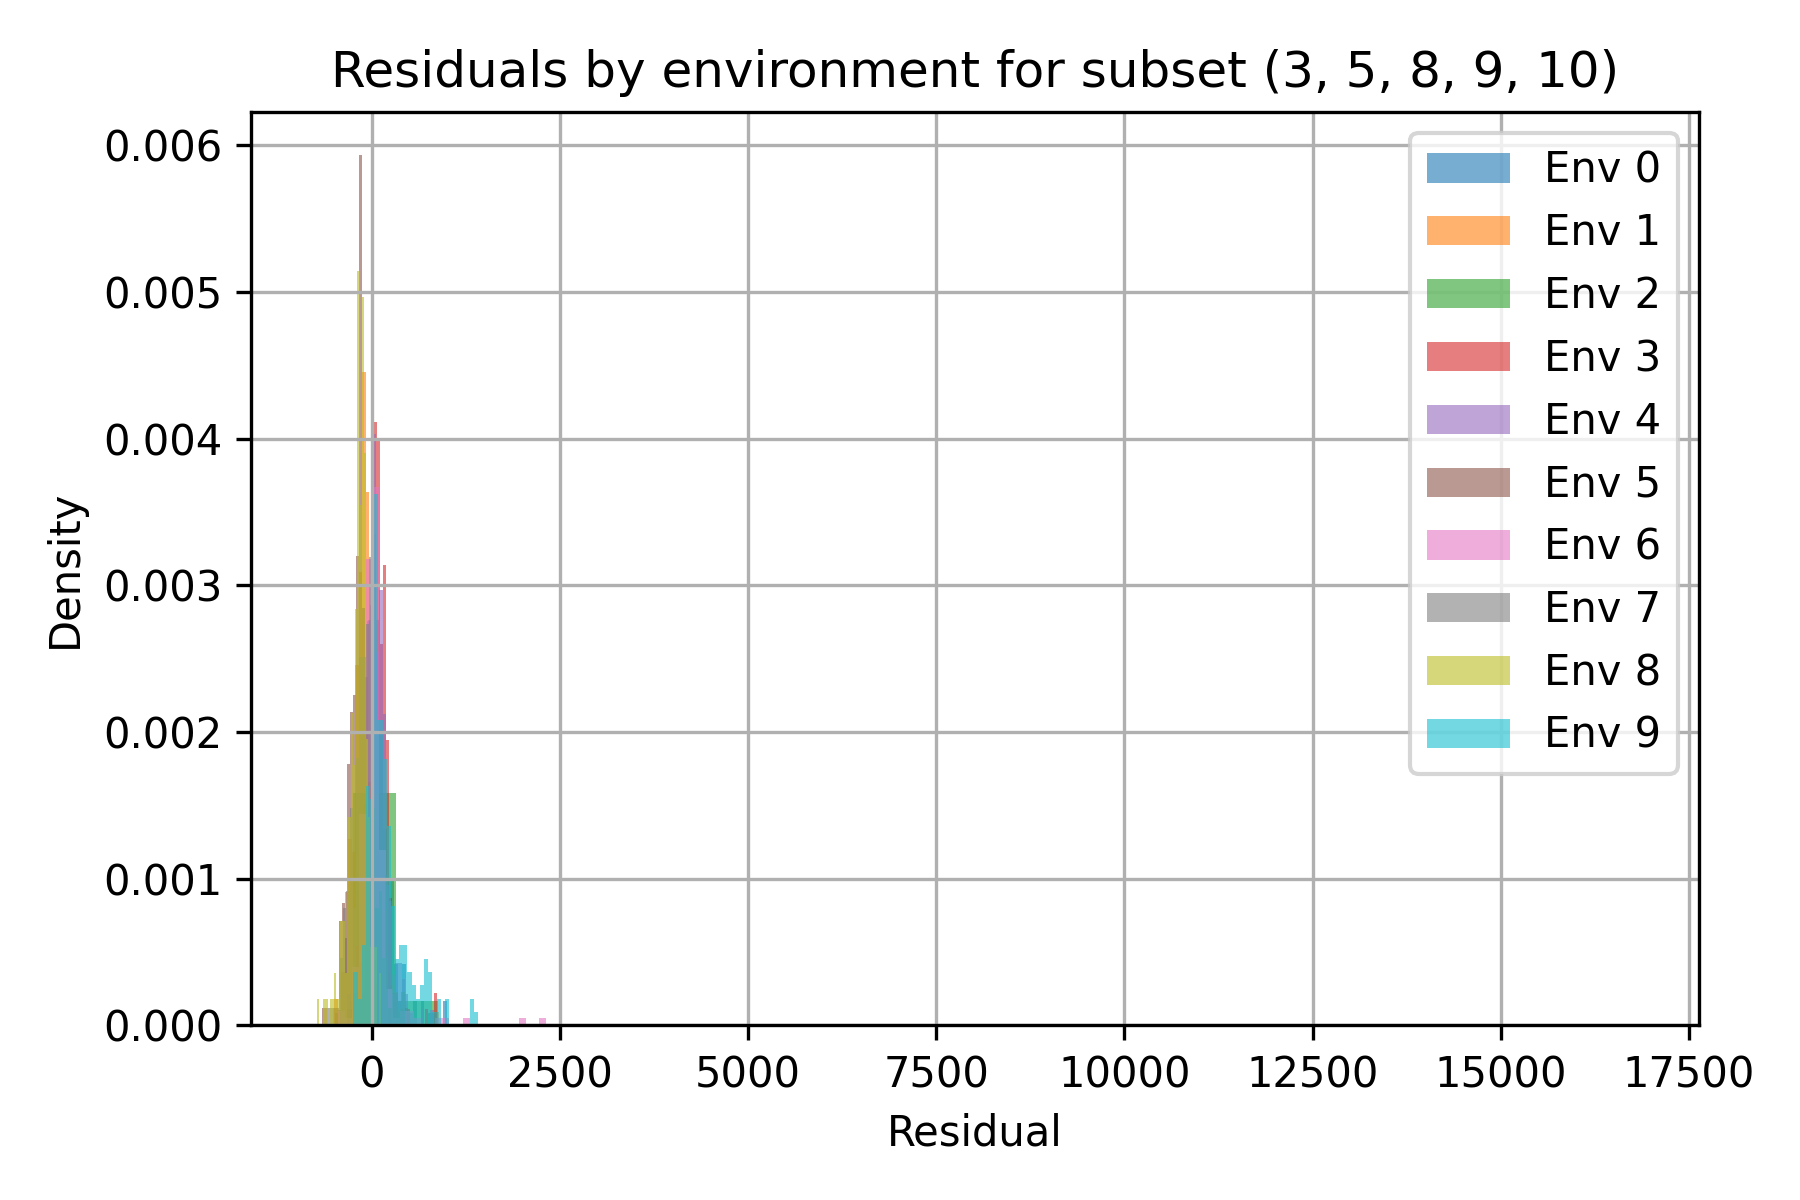 Residuals by environment for subset (3, 5, 8, 9, 10)
0.006
0.005
0.004
0.003
0.002
0.001
0.000
Density
0
2500
5000
7500
10000
12500
15000
17500
Residual
Env 0
Env 1
Env 2
Env 3
Env 4
Env 5
Env 6
Env 7
Env 8
Env 9